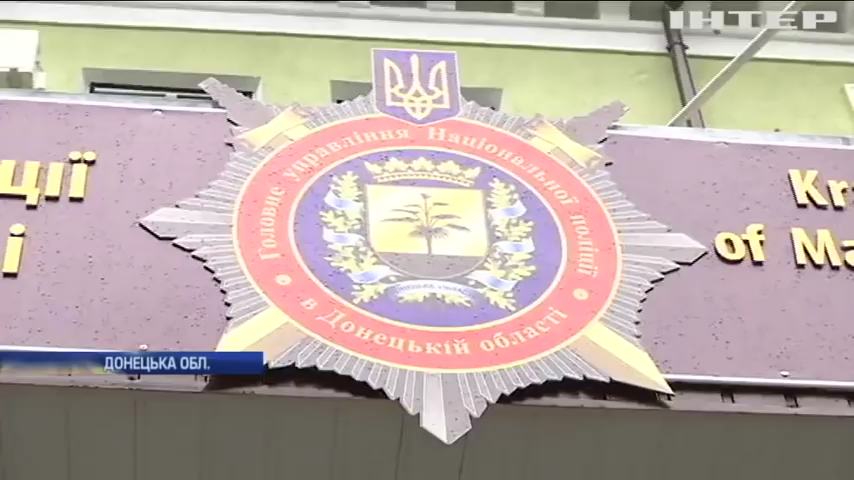 ІНТЕР
Головне управління Національної поліції
в Донецькій області
ції
і
Kr
of Ma
ДОНЕЦЬКА ОБЛ.